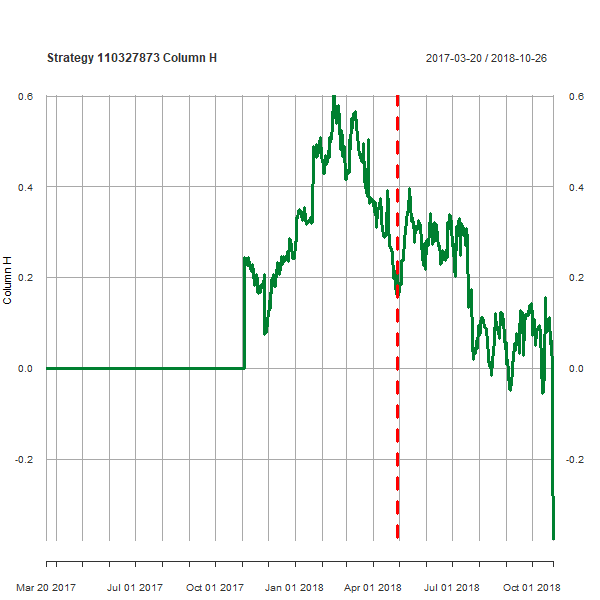 Strategy 110327873 Column H
2017-03-20 / 2018-10-26
0.6
0.6
0.4
0.4
0.2
0.2
Column H
0.0
0.0
-0.2
-0.2
Mar 20 2017
Jul 01 2017
Oct 01 2017
Jan 01 2018
Apr 01 2018
Jul 01 2018
Oct 01 2018